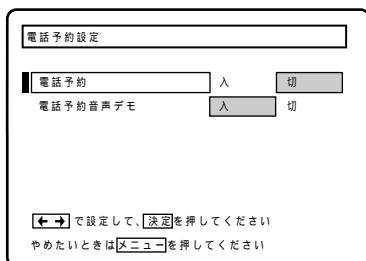 電話予約設定
電話予約 入 切
電話予約音声デモ 入 切
← → で設定して、決定を押してください
やめたいときはメニューを押してください